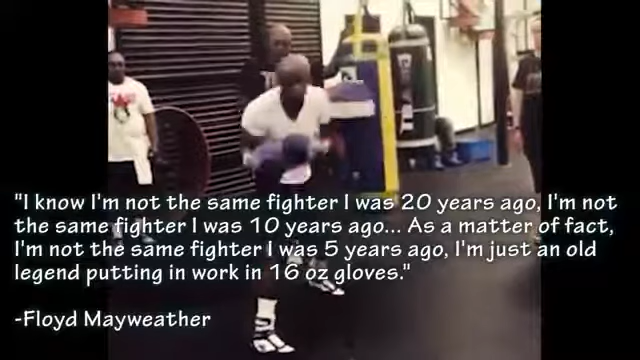 "I know I'm not the same fighter I was 20 years ago, I'm not
the same fighter I was 10 years ago... As a matter of fact,
I'm not the same fighter I was 5 years ago, I'm just an old
legend putting in work in 16 oz gloves."
-Floyd Mayweather